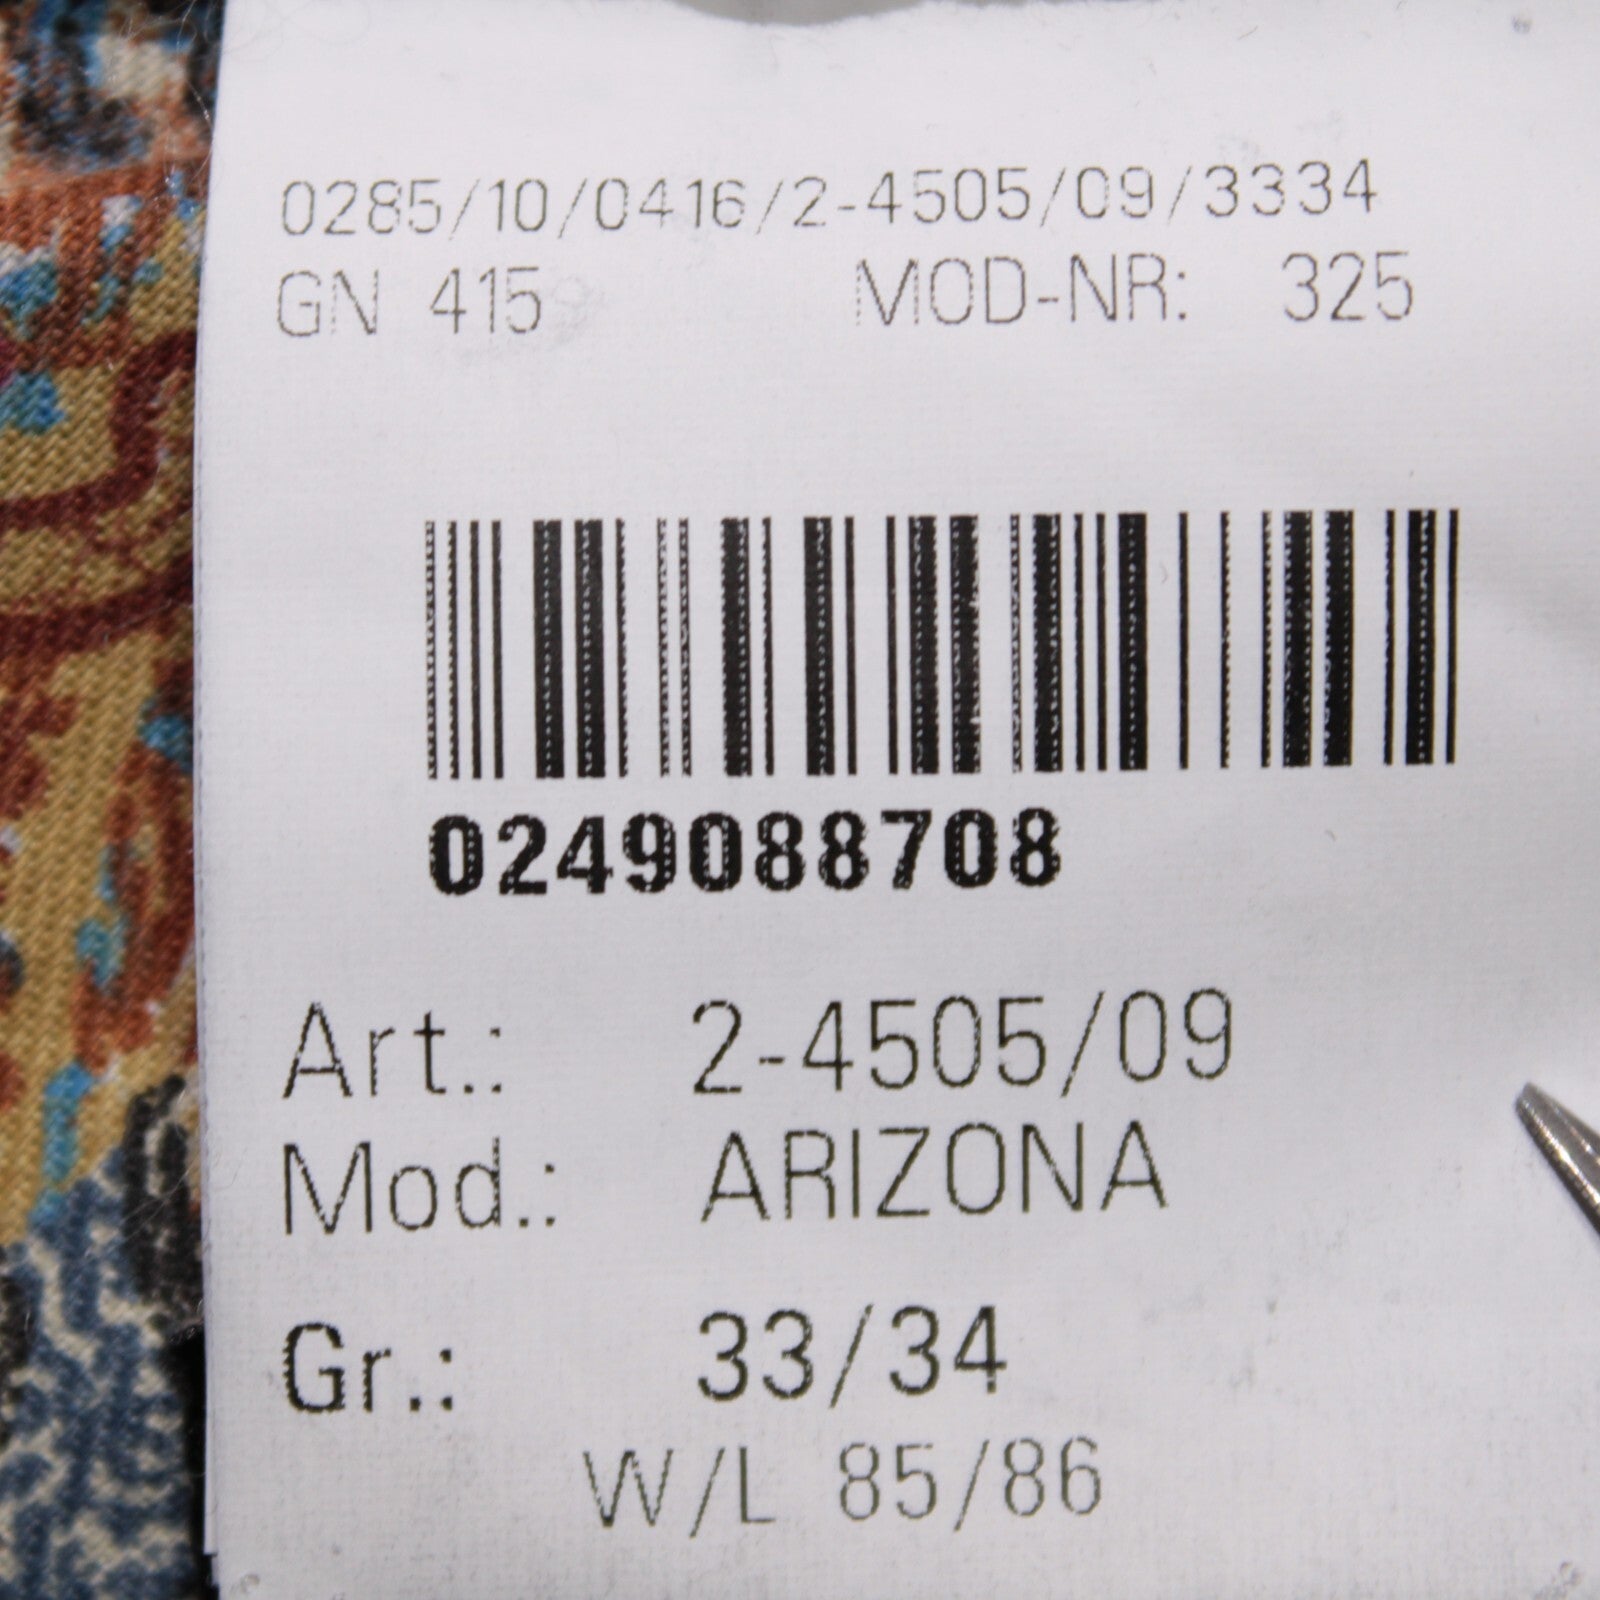 0285/10/0416/2-4505/09/3334
GN 415 MOD-NR: 325
0249088708
Art.: 2-4505/09
Mod.: ARIZONA
Gr.: 33/34
W/L 85/86